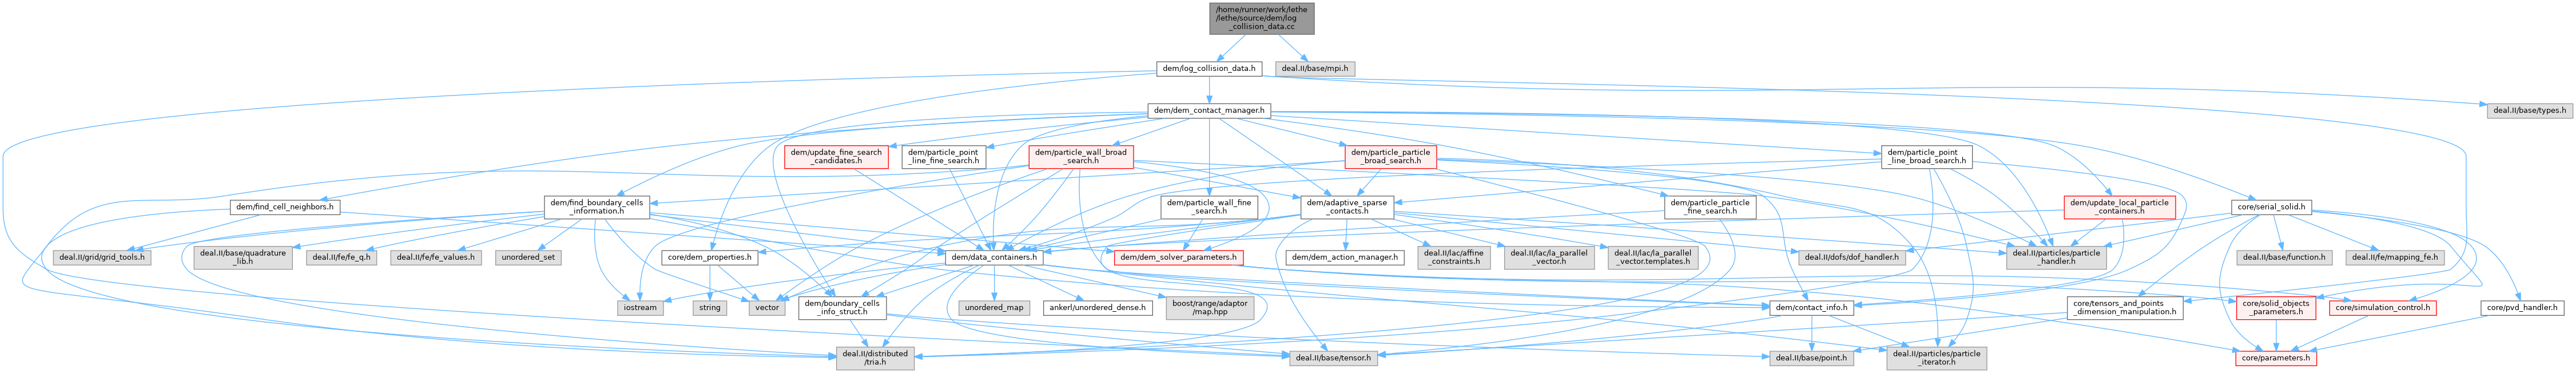 /home/runner/work/lethe
/lethe/source/dem/log
_collision_data.cc
dem/log_collision_data.h
deal.II/base/mpi.h
dem/dem_contact_manager.h
deal.II/base/types.h
dem/update_fine_search
_candidates.h
dem/particle_point
_line_fine_search.h
dem/particle_wall_broad
_search.h
dem/particle_particle
_broad_search.h
dem/particle_point
_line_broad_search.h
dem/find_cell_neighbors.h
dem/find_boundary_cells
_information.h
dem/particle_wall_fine
_search.h
dem/adaptive_sparse
_contacts.h
dem/particle_particle
_fine_search.h
dem/update_local_particle
_containers.h
core/serial_solid.h
deal.II/grid/grid_tools.h
deal.II/base/quadrature
_lib.h
deal.II/fe/fe_q.h
deal.II/fe/fe_values.h
unordered_set
core/dem_properties.h
dem/data_containers.h
dem/dem_solver_parameters.h
dem/dem_action_manager.h
deal.II/lac/affine
_constraints.h
deal.II/lac/la_parallel
_vector.h
deal.II/lac/la_parallel
_vector.templates.h
deal.II/dofs/dof_handler.h
deal.II/particles/particle
_handler.h
deal.II/base/function.h
deal.II/fe/mapping_fe.h
iostream
string
vector
dem/boundary_cells
_info_struct.h
unordered_map
ankerl/unordered_dense.h
boost/range/adaptor
/map.hpp
dem/contact_info.h
core/tensors_and_points
_dimension_manipulation.h
core/solid_objects
_parameters.h
core/simulation_control.h
core/pvd_handler.h
deal.II/distributed
/tria.h
deal.II/base/tensor.h
deal.II/base/point.h
deal.II/particles/particle
_iterator.h
core/parameters.h